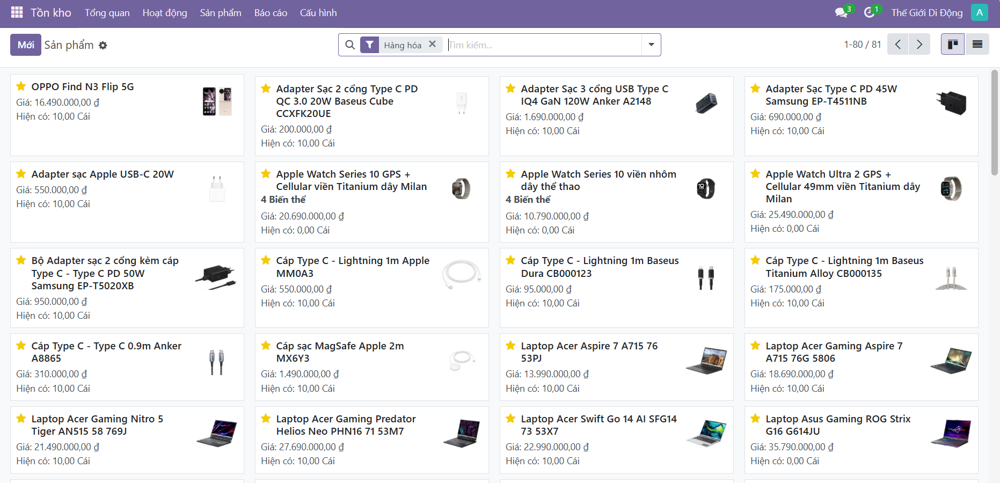 Tồn kho Tổng quan Hoạt động Sản phẩm Báo cáo Cấu hình 3 1 Thế Giới Di Động A
Mới Sản phẩm Hàng hóa Tìm kiếm... 1-80 / 81
OPPO Find N3 Flip 5G
Giá: 16.490.000,00 ₫
Hiện có: 10,00 Cái
Adapter Sạc 2 cổng Type C PD
QC 3.0 20W Baseus Cube
CCXFK20UE
Giá: 200.000,00 ₫
Hiện có: 10,00 Cái
Adapter Sạc 3 cổng USB Type C
IQ4 GaN 120W Anker A2148
Giá: 1.690.000,00 ₫
Hiện có: 10,00 Cái
Adapter Sạc Type C PD 45W
Samsung EP-T4511NB
Giá: 690.000,00 ₫
Hiện có: 10,00 Cái
Adapter sạc Apple USB-C 20W
Giá: 550.000,00 ₫
Hiện có: 10,00 Cái
Apple Watch Series 10 GPS +
Cellular viền Titanium dây Milan
4 Biến thể
Giá: 20.690.000,00 ₫
Hiện có: 0,00 Cái
Apple Watch Series 10 viền nhôm
dây thể thao
4 Biến thể
Giá: 10.790.000,00 ₫
Hiện có: 0,00 Cái
Apple Watch Ultra 2 GPS +
Cellular 49mm viền Titanium dây
Milan
Giá: 25.490.000,00 ₫
Hiện có: 0,00 Cái
Bộ Adapter sạc 2 cổng kèm cáp
Type C - Type C PD 50W
Samsung EP-T5020XB
Giá: 950.000,00 ₫
Hiện có: 10,00 Cái
Cáp Type C - Lightning 1m Apple
MM0A3
Giá: 550.000,00 ₫
Hiện có: 10,00 Cái
Cáp Type C - Lightning 1m Baseus
Dura CB000123
Giá: 95.000,00 ₫
Hiện có: 10,00 Cái
Cáp Type C - Lightning 1m Baseus
Titanium Alloy CB000135
Giá: 175.000,00 ₫
Hiện có: 10,00 Cái
Cáp Type C - Type C 0.9m Anker
A8865
Giá: 310.000,00 ₫
Hiện có: 10,00 Cái
Cáp sạc MagSafe Apple 2m
MX6Y3
Giá: 1.490.000,00 ₫
Hiện có: 10,00 Cái
Laptop Acer Aspire 7 A715 76
53PJ
Giá: 13.990.000,00 ₫
Hiện có: 10,00 Cái
Laptop Acer Gaming Aspire 7
A715 76G 5806
Giá: 18.690.000,00 ₫
Hiện có: 10,00 Cái
Laptop Acer Gaming Nitro 5
Tiger AN515 58 769J
Giá: 21.490.000,00 ₫
Hiện có: 10,00 Cái
Laptop Acer Gaming Predator
Helios Neo PHN16 71 53M7
Giá: 27.690.000,00 ₫
Hiện có: 10,00 Cái
Laptop Acer Swift Go 14 AI SFG14
73 53X7
Giá: 22.990.000,00 ₫
Hiện có: 10,00 Cái
Laptop Asus Gaming ROG Strix
G16 G614JU
Giá: 35.790.000,00 ₫
Hiện có: 0,00 Cái